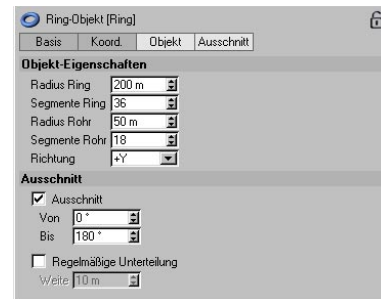 Ring-Objekt [Ring]
Basis Koord. Objekt Ausschnitt
Objekt-Eigenschaften
Radius Ring 200 m
Segmente Ring 36
Radius Rohr 50 m
Segmente Rohr 18
Richtung +Y
Ausschnitt
Ausschnitt
Von 0 °
Bis 180 °
Regelmäßige Unterteilung
Weite 10 m